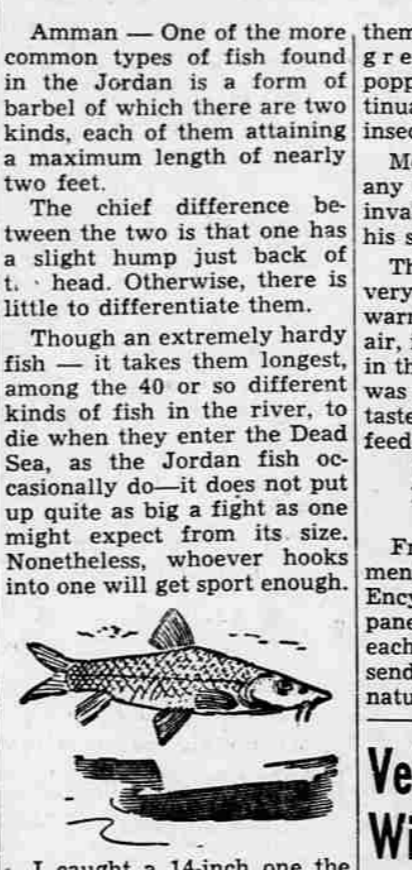 Amman — One of the more
common types of fish found
in the Jordan is a form of
barbel of which there are two
kinds, each of them attaining
a maximum length of nearly
two feet.
The chief difference be-
tween the two is that one has
a slight hump just back of
head. Otherwise, there is
little to differentiate them.
Though an extremely hardy
fish — it takes them longest,
among the 40 or so different
kinds of fish in the river, to
die when they enter the Dead
Sea, as the Jordan fish oc-
casionally do—it does not put
up quite as big a fight as one
might expect from its size.
Nonetheless, whoever hooks
into one will get sport enough.
I caught a 14-inch one the
them
gre
popp
tinu
inse
any
inva
his s
Th
very
warr
air,
in th
was
taste
feed
Fr
men
Ency
pane
each
send
natu
Ve
Wi